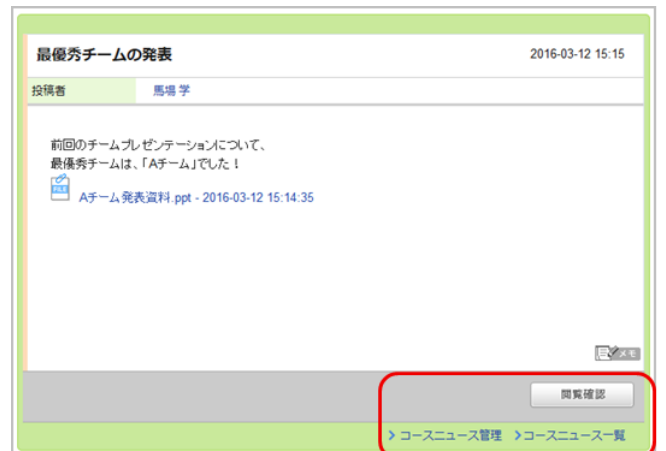 最優秀チームの発表
2016-03-12 15:15
投稿者
馬場 学
前回のチームプレゼンテーションについて、
最優秀チームは、「Aチーム」でした！
FILE
Aチーム発表資料.ppt - 2016-03-12 15:14:35
メモ
閲覧確認
コースニュース管理
コースニュース一覧